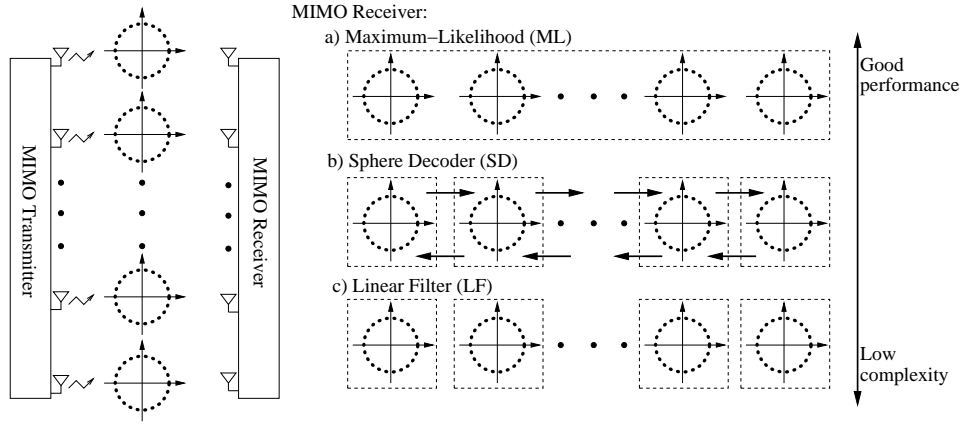 MIMO Transmitter
MIMO Receiver
MIMO Receiver:
a) Maximum−Likelihood (ML)
b) Sphere Decoder (SD)
c) Linear Filter (LF)
Good
performance
Low
complexity